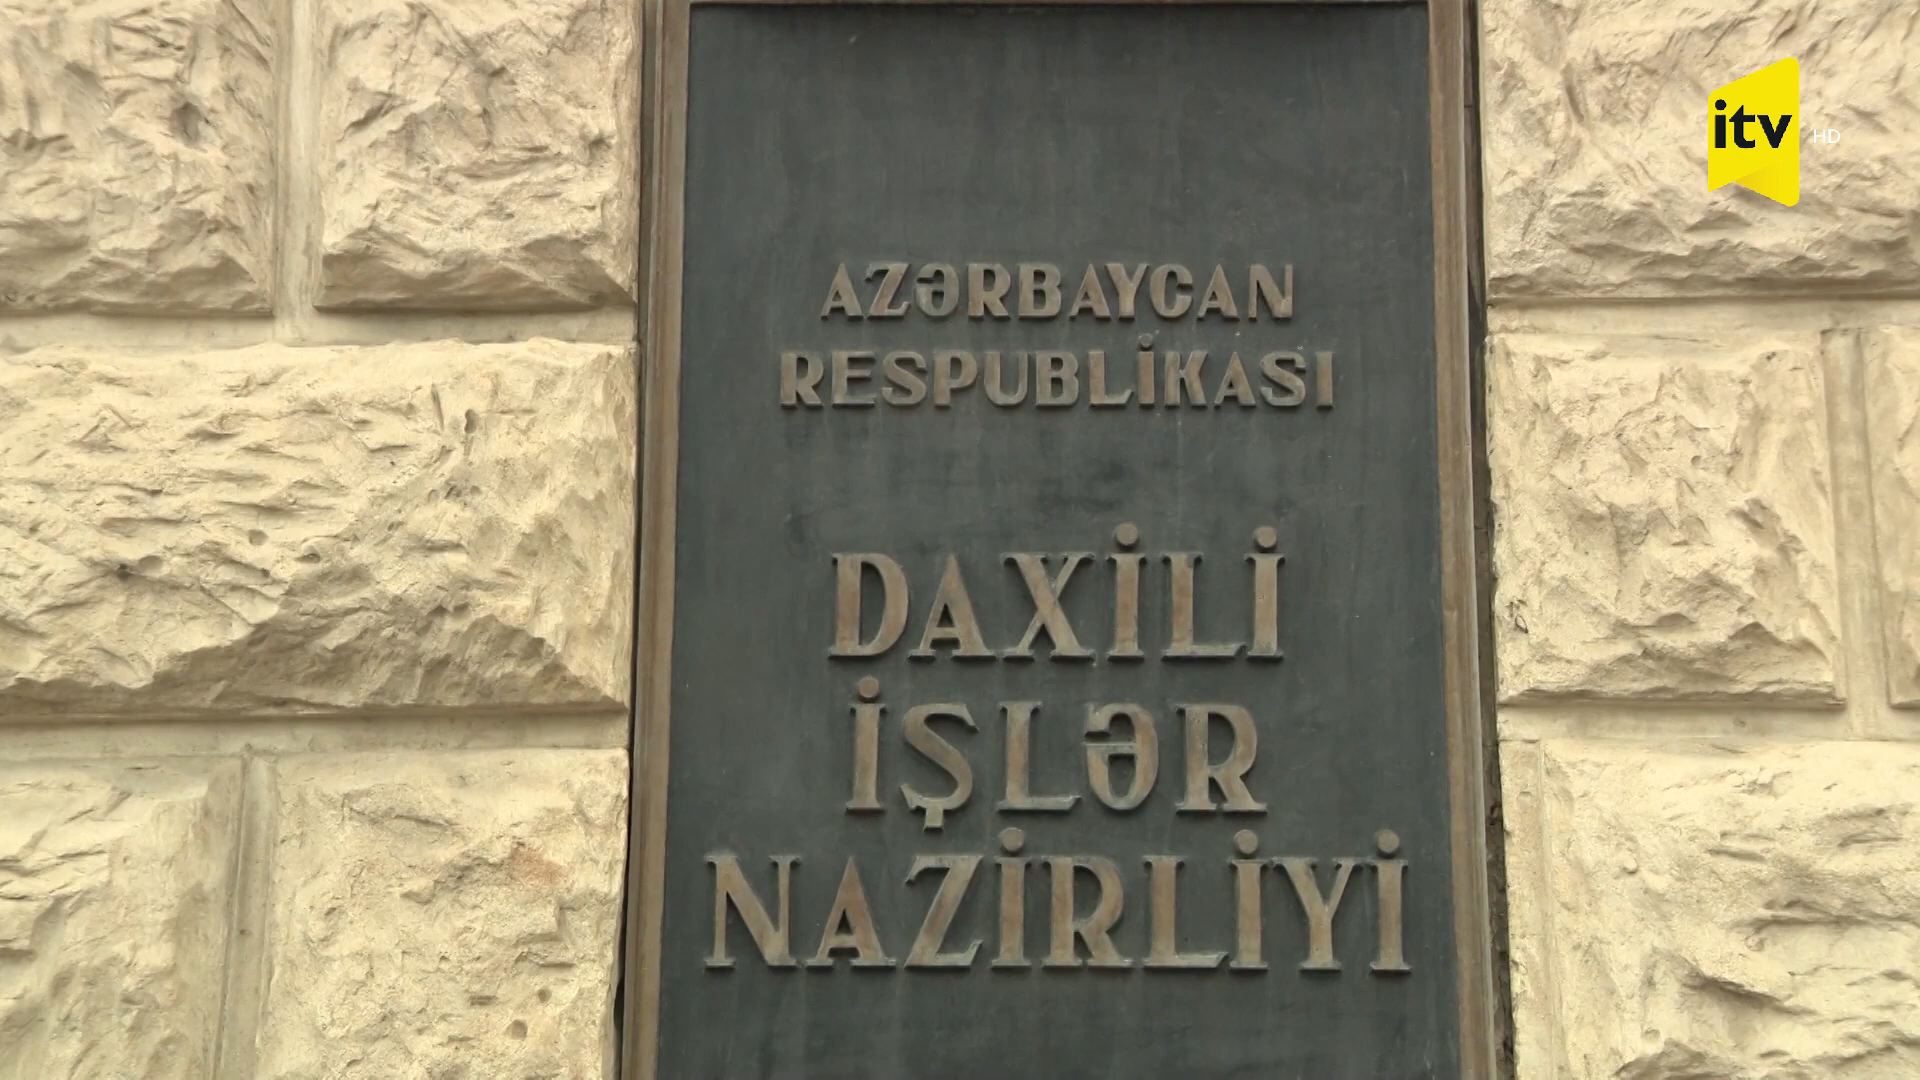 itv HD
AZƏRBAYCAN
RESPUBLİKASI
DAXİLİ
İŞLƏR
NAZİRLİYİ